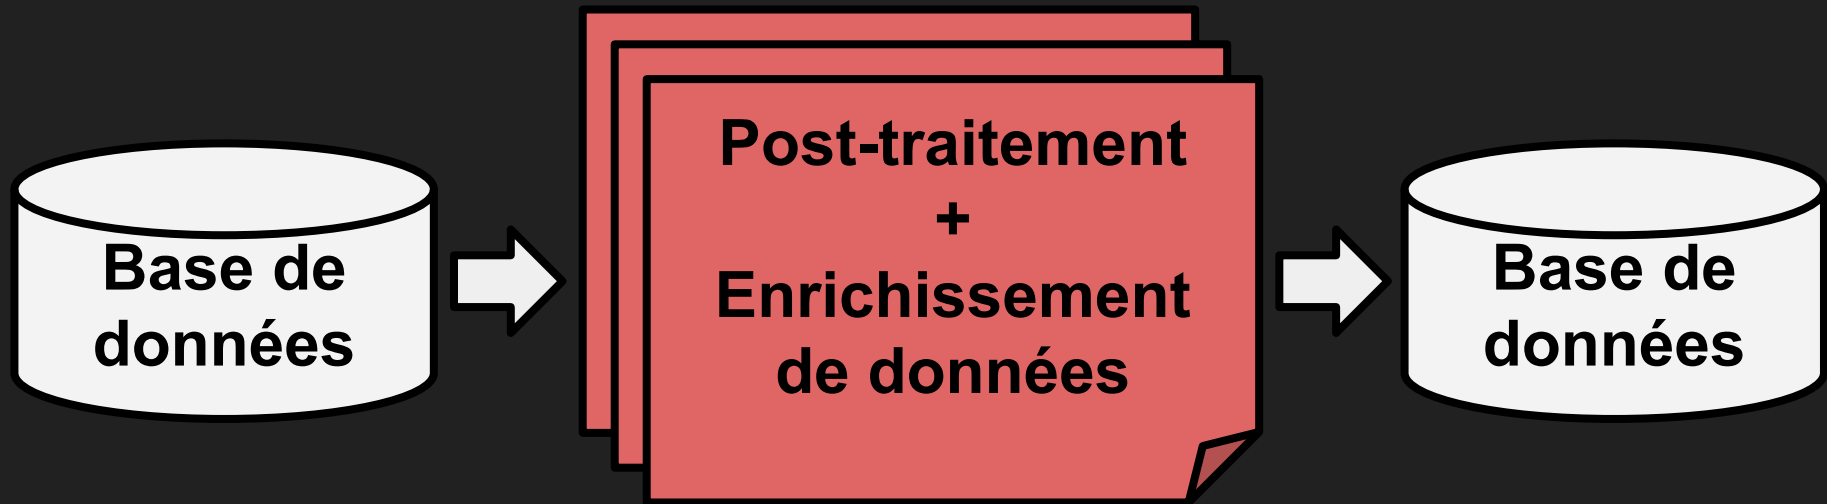 Base de
données
Post-traitement
+
Enrichissement
de données
Base de
données